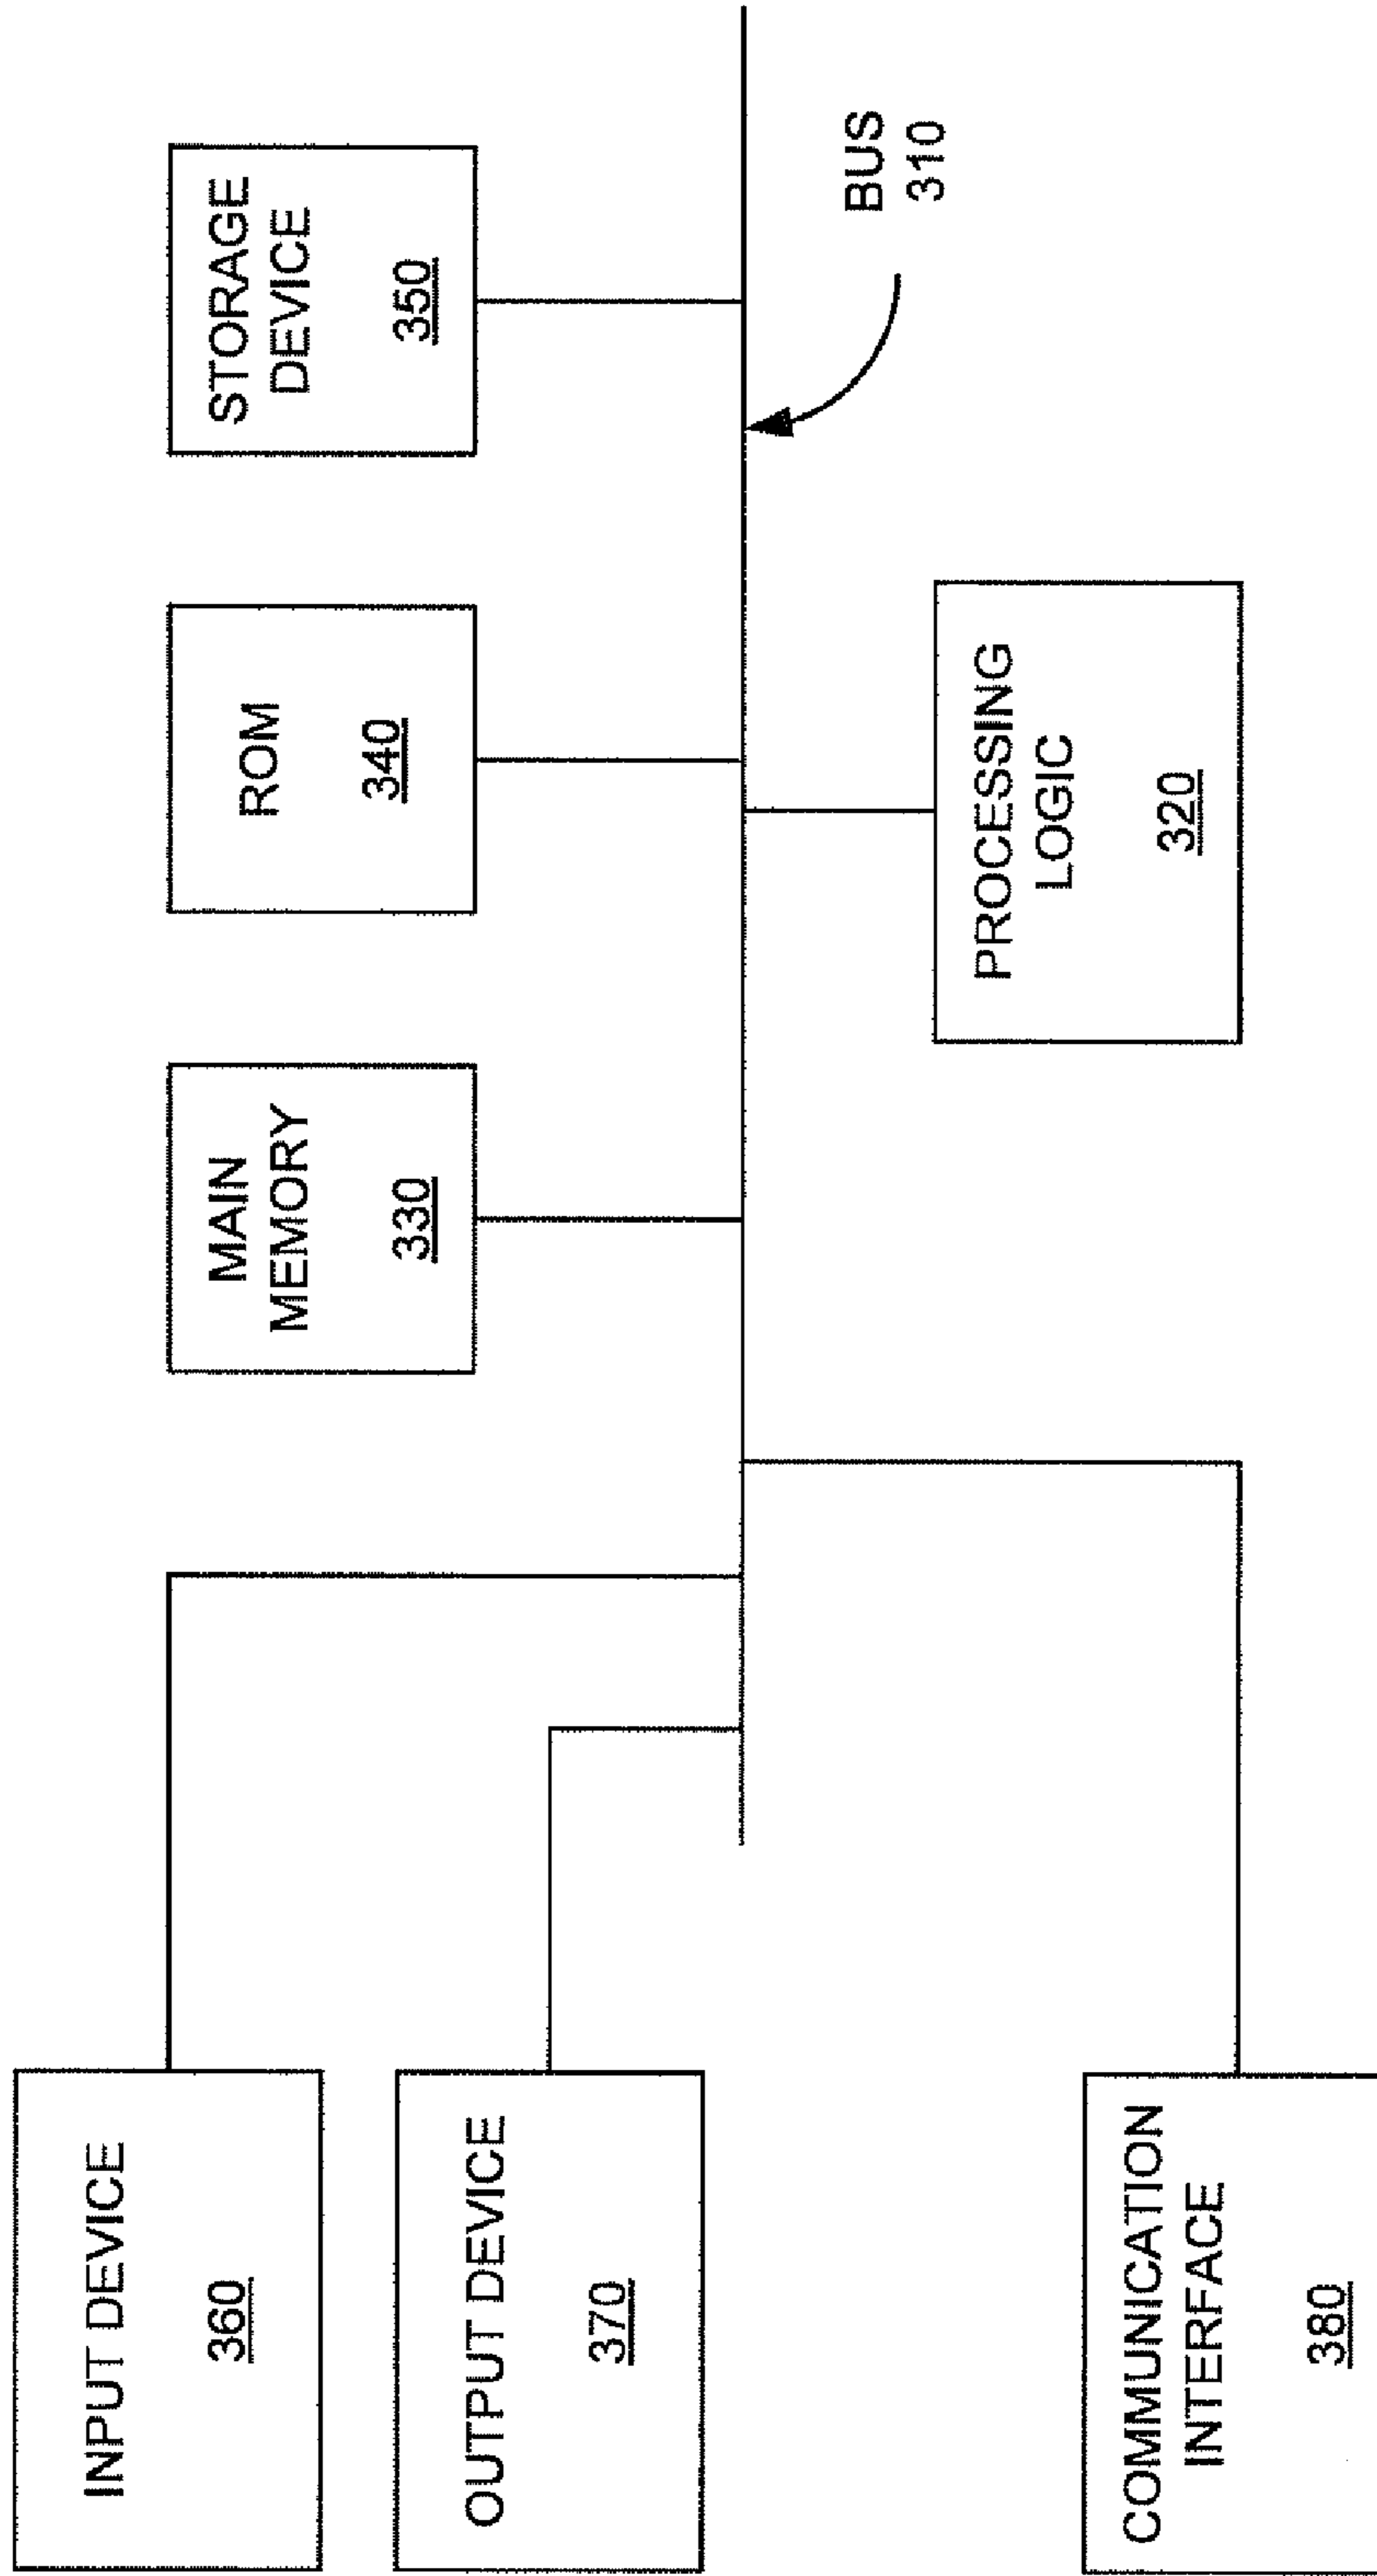 INPUT DEVICE
360
OUTPUT DEVICE
370
COMMUNICATION
INTERFACE
380
MAIN
MEMORY
330
ROM
340
STORAGE
DEVICE
350
PROCESSING
LOGIC
320
BUS
310